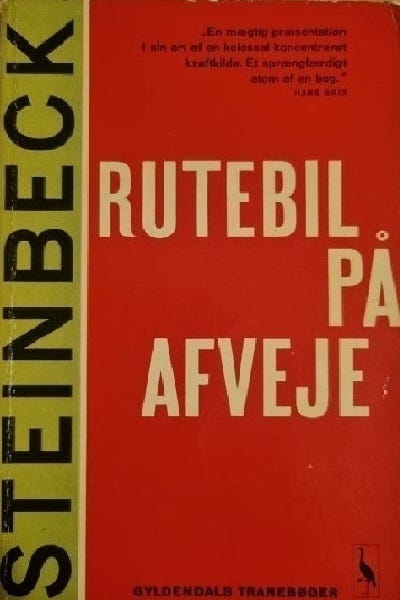 „En mægtig præsentation
i sin art af en kolossal koncentreret
kraftkilde. Et sprængfærdigt
atom af en bog."
HANS BRIX
STEINBECK
RUTEBIL
PÅ
AFVEJE
GYLDENDALS TRANEBØGER